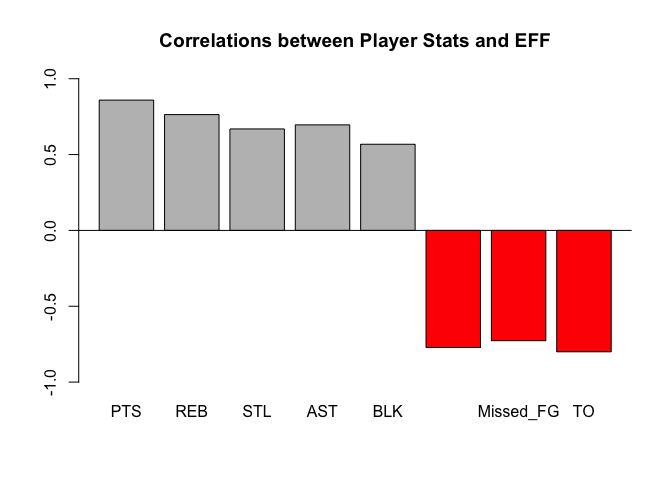 Correlations between Player Stats and EFF
1.0
0.5
0.0
-0.5
-1.0
PTS REB STL AST BLK Missed_FG TO